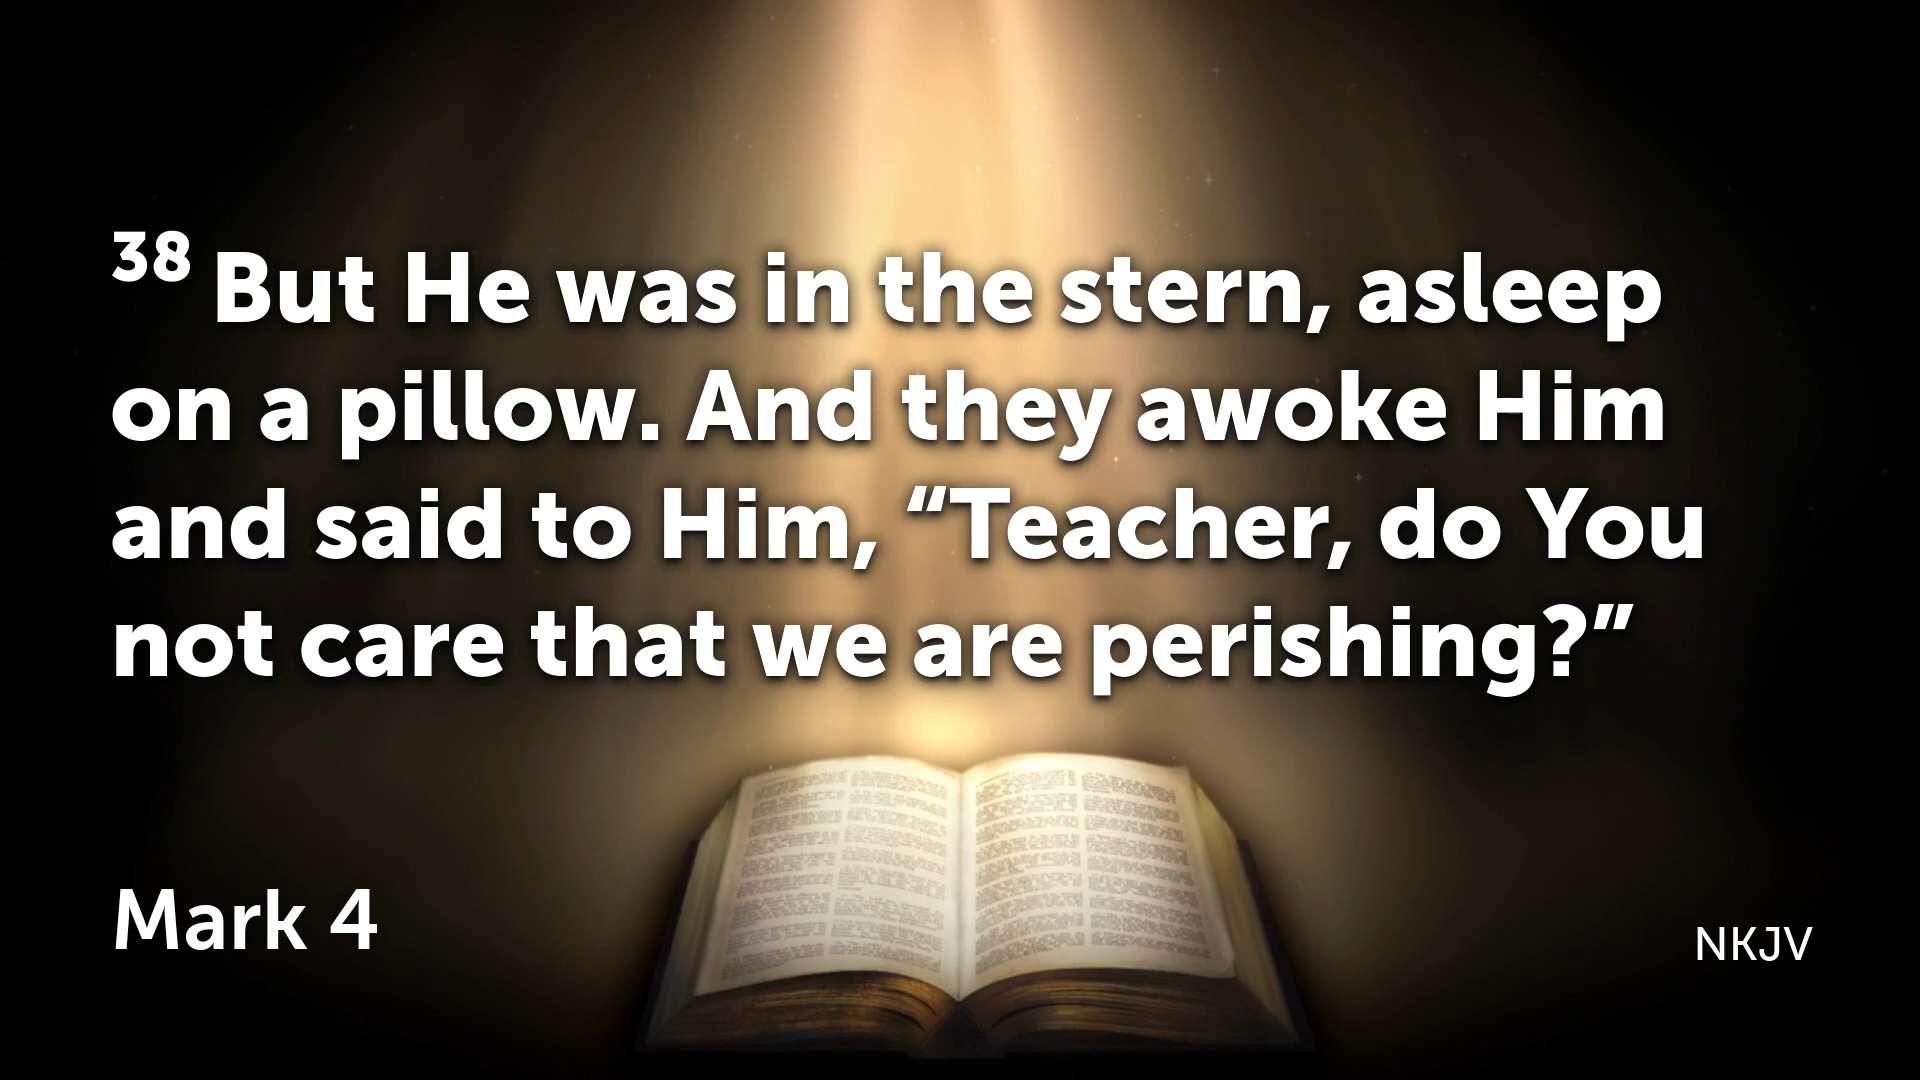 38 But He was in the stern, asleep
on a pillow. And they awoke Him
and said to Him, “Teacher, do You
not care that we are perishing?”
Mark 4
NKJV